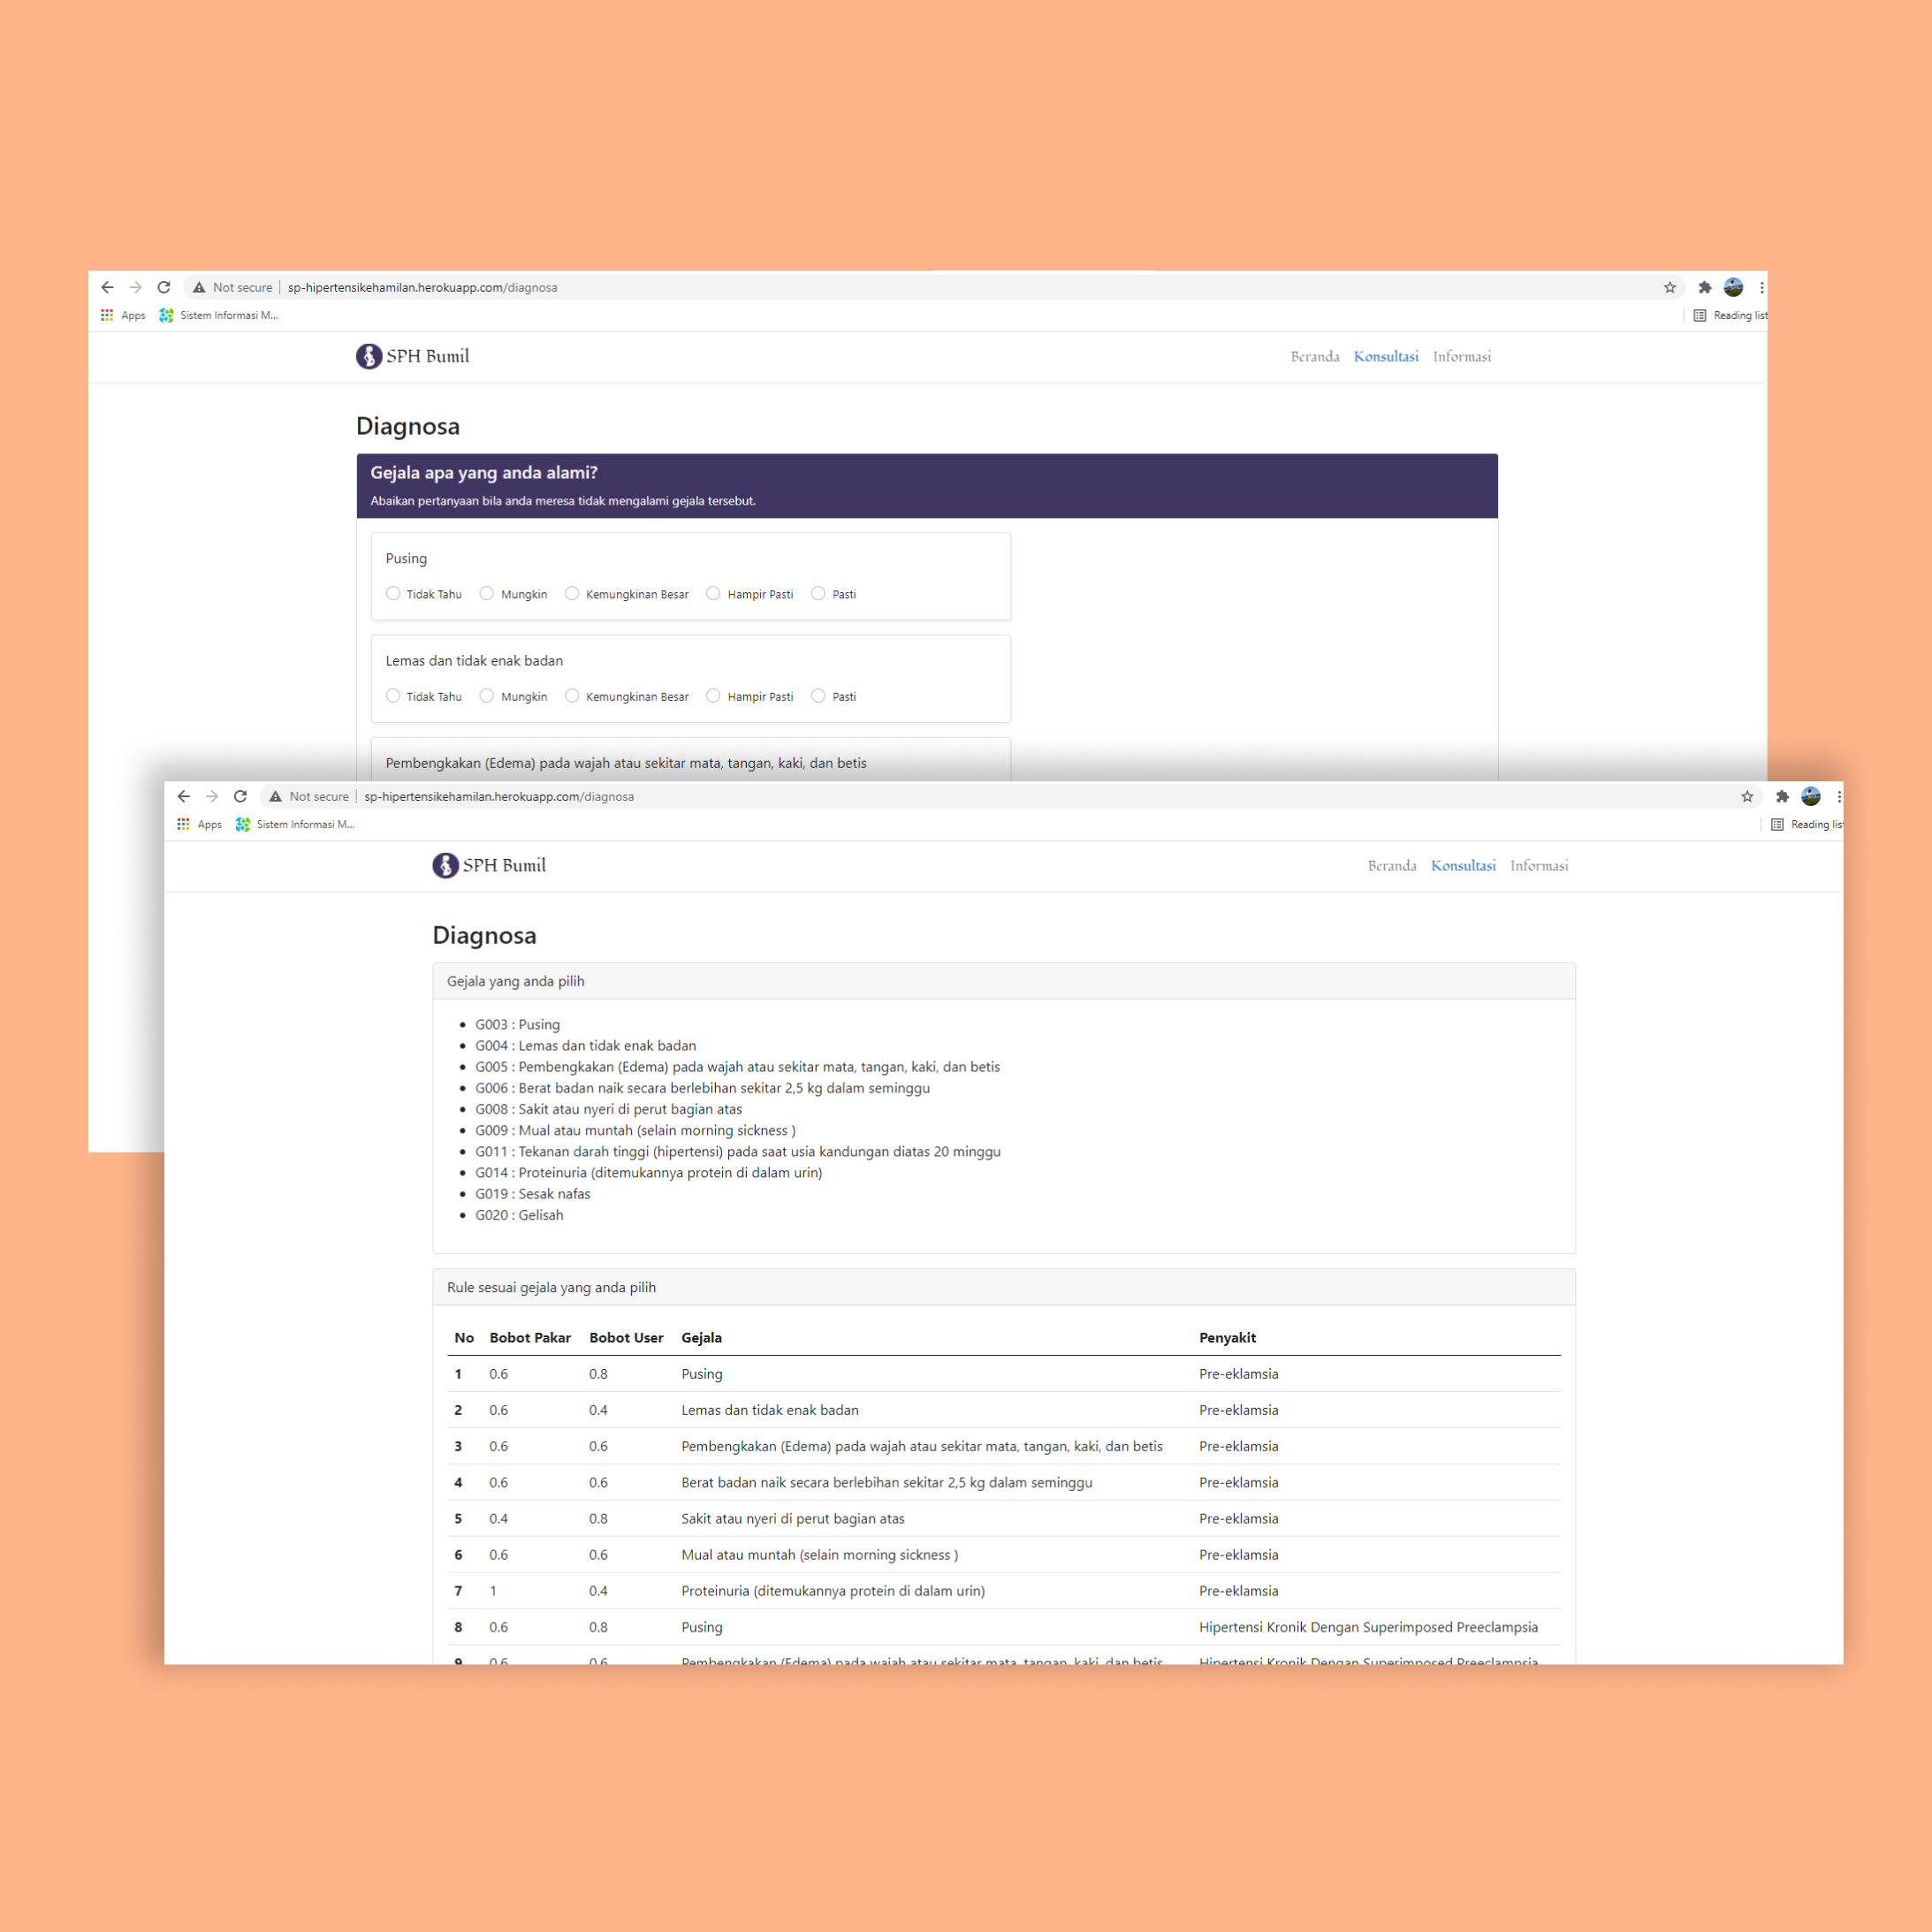 Not secure sp-hipertensikehamilan.herokuapp.com/diagnosa
Apps Sistem Informasi M... Reading list
SPH Bumil Beranda Konsultasi Informasi
Diagnosa
Gejala apa yang anda alami?
Abaikan pertanyaan bila anda meresa tidak mengalami gejala tersebut.
Pusing
Tidak Tahu Mungkin Kemungkinan Besar Hampir Pasti Pasti
Lemas dan tidak enak badan
Tidak Tahu Mungkin Kemungkinan Besar Hampir Pasti Pasti
Pembengkakan (Edema) pada wajah atau sekitar mata, tangan, kaki, dan betis
Not secure sp-hipertensikehamilan.herokuapp.com/diagnosa
Apps Sistem Informasi M... Reading lis
SPH Bumil Beranda Konsultasi Informasi
Diagnosa
Gejala yang anda pilih
• G003 : Pusing
• G004 : Lemas dan tidak enak badan
• G005 : Pembengkakan (Edema) pada wajah atau sekitar mata, tangan, kaki, dan betis
• G006 : Berat badan naik secara berlebihan sekitar 2,5 kg dalam seminggu
• G008 : Sakit atau nyeri di perut bagian atas
• G009 : Mual atau muntah (selain morning sickness )
• G011 : Tekanan darah tinggi (hipertensi) pada saat usia kandungan diatas 20 minggu
• G014 : Proteinuria (ditemukannya protein di dalam urin)
• G019 : Sesak nafas
• G020 : Gelisah
Rule sesuai gejala yang anda pilih
No Bobot Pakar Bobot User Gejala Penyakit
1 0.6 0.8 Pusing Pre-eklamsia
2 0.6 0.4 Lemas dan tidak enak badan Pre-eklamsia
3 0.6 0.6 Pembengkakan (Edema) pada wajah atau sekitar mata, tangan, kaki, dan betis Pre-eklamsia
4 0.6 0.6 Berat badan naik secara berlebihan sekitar 2,5 kg dalam seminggu Pre-eklamsia
5 0.4 0.8 Sakit atau nyeri di perut bagian atas Pre-eklamsia
6 0.6 0.6 Mual atau muntah (selain morning sickness ) Pre-eklamsia
7 1 0.4 Proteinuria (ditemukannya protein di dalam urin) Pre-eklamsia
8 0.6 0.8 Pusing Hipertensi Kronik Dengan Superimposed Preeclampsia
9 0.6 0.6 Pembengkakan (Edema) pada wajah atau sekitar mata, tangan, kaki, dan betis Hipertensi Kronik Dengan Superimposed Preeclampsia